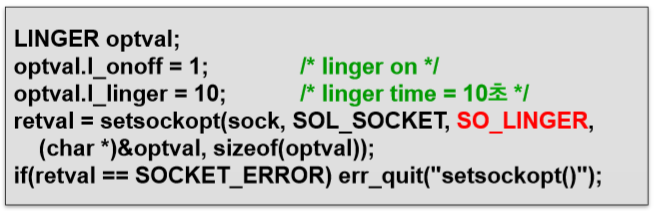 LINGER optval;
optval.l_onoff = 1; /* linger on */
optval.l_linger = 10; /* linger time = 10초 */
retval = setsockopt(sock, SOL_SOCKET, SO_LINGER,
(char *)&optval, sizeof(optval));
if(retval == SOCKET_ERROR) err_quit("setsockopt()");